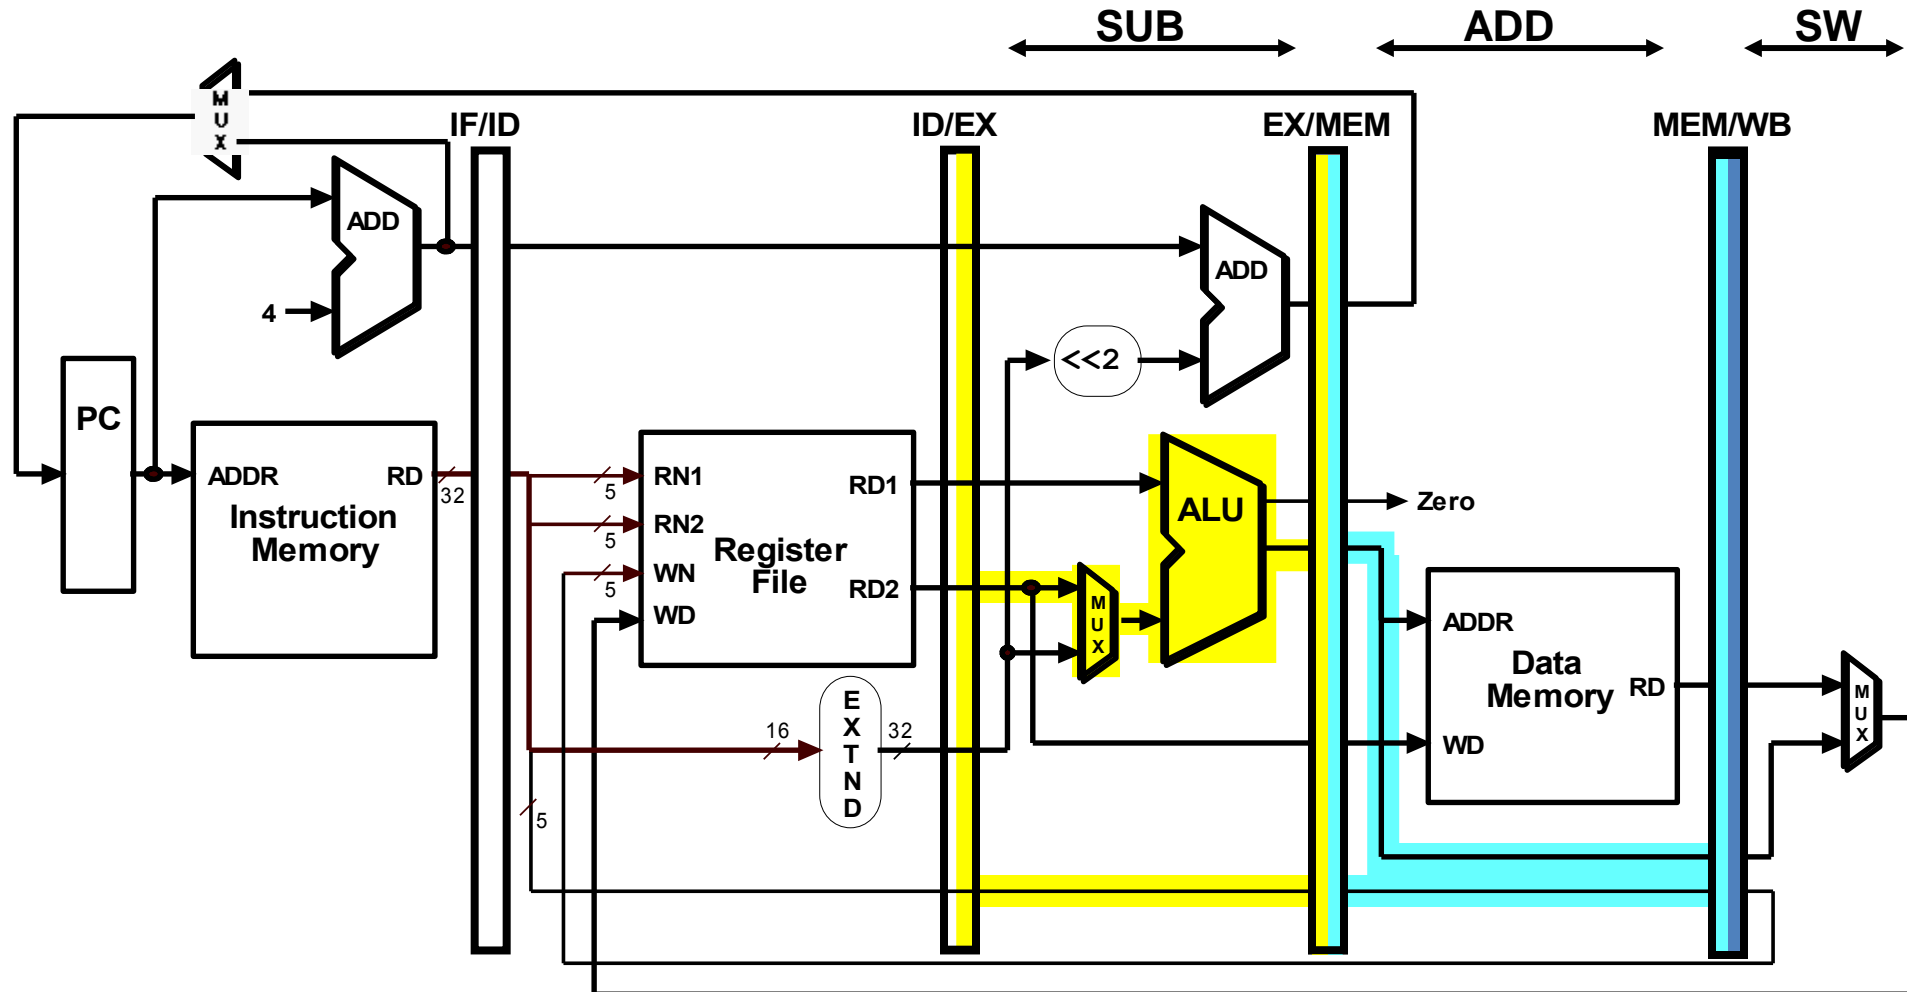 SUB ADD SW
M
U
X
IF/ID ID/EX EX/MEM MEM/WB
ADD
ADD
4
<<2
PC
ADDR RD
32
Instruction
Memory
5
RN1
5
RN2
5
WN
WD
RD1
RD2
Register
File
ALU
Zero
M
U
X
ADDR
Data
Memory
RD
WD
M
U
X
16
E
X
T
N
D
32
5